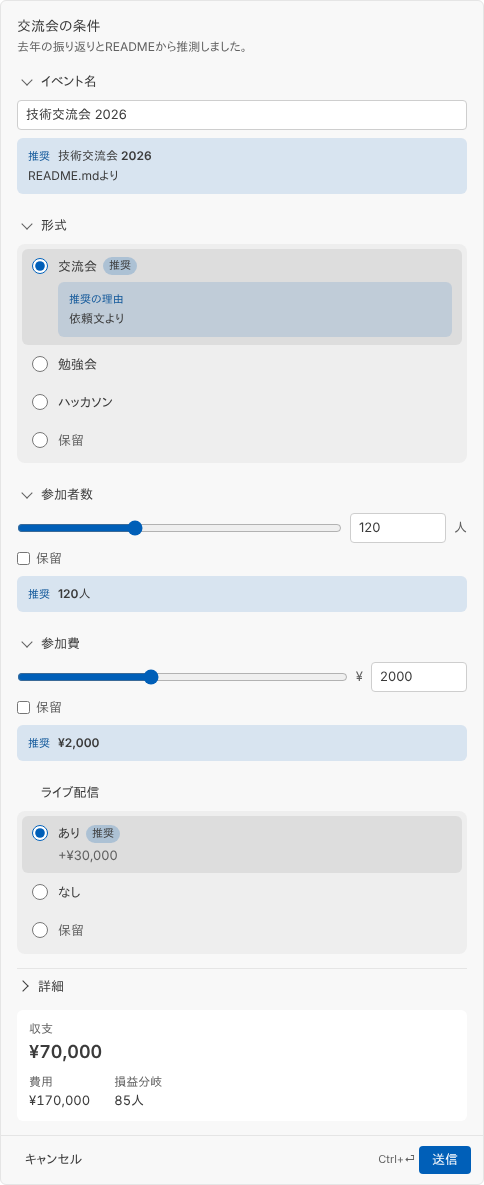 交流会の条件
去年の振り返りとREADMEから推測しました。
イベント名
技術交流会 2026
推奨 技術交流会 2026
README.mdより
形式
交流会 推奨
推奨の理由
依頼文より
勉強会
ハッカソン
保留
参加者数
120 人
保留
推奨 120人
参加費
¥ 2000
保留
推奨 ¥2,000
ライブ配信
あり 推奨
+¥30,000
なし
保留
詳細
収支
¥70,000
費用 損益分岐
¥170,000 85人
キャンセル Ctrl+⏎ 送信